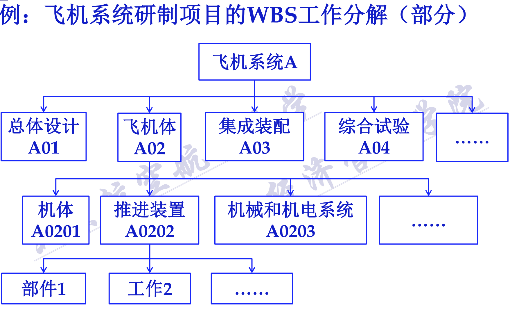 例：飞机系统研制项目的WBS工作分解（部分）
飞机系统A
总体设计
A01
飞机体
A02
集成装配
A03
综合试验
A04
……
机体
A0201
推进装置
A0202
机械和机电系统
A0203
……
部件1
工作2
……